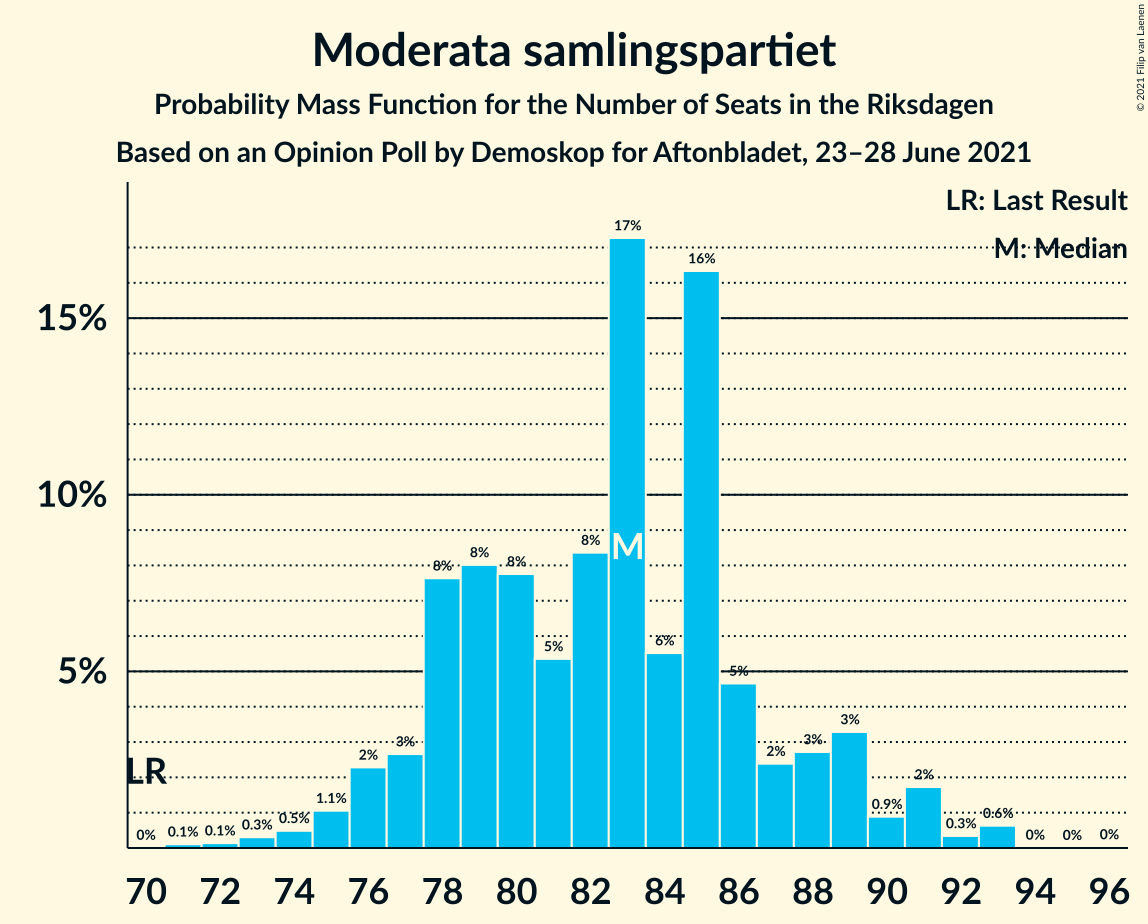 Moderata samlingspartiet
Probability Mass Function for the Number of Seats in the Riksdagen
Based on an Opinion Poll by Demoskop for Aftonbladet, 23–28 June 2021
© 2021 Filip van Laenen
LR: Last Result
M: Median
15%
10%
5%
LR
M
0% 0.1% 0.1% 0.3% 0.5% 1.1% 2% 3% 8% 8% 8% 5% 8% 17% 6% 16% 5% 2% 3% 3% 0.9% 2% 0.3% 0.6% 0% 0% 0%
70 72 74 76 78 80 82 84 86 88 90 92 94 96